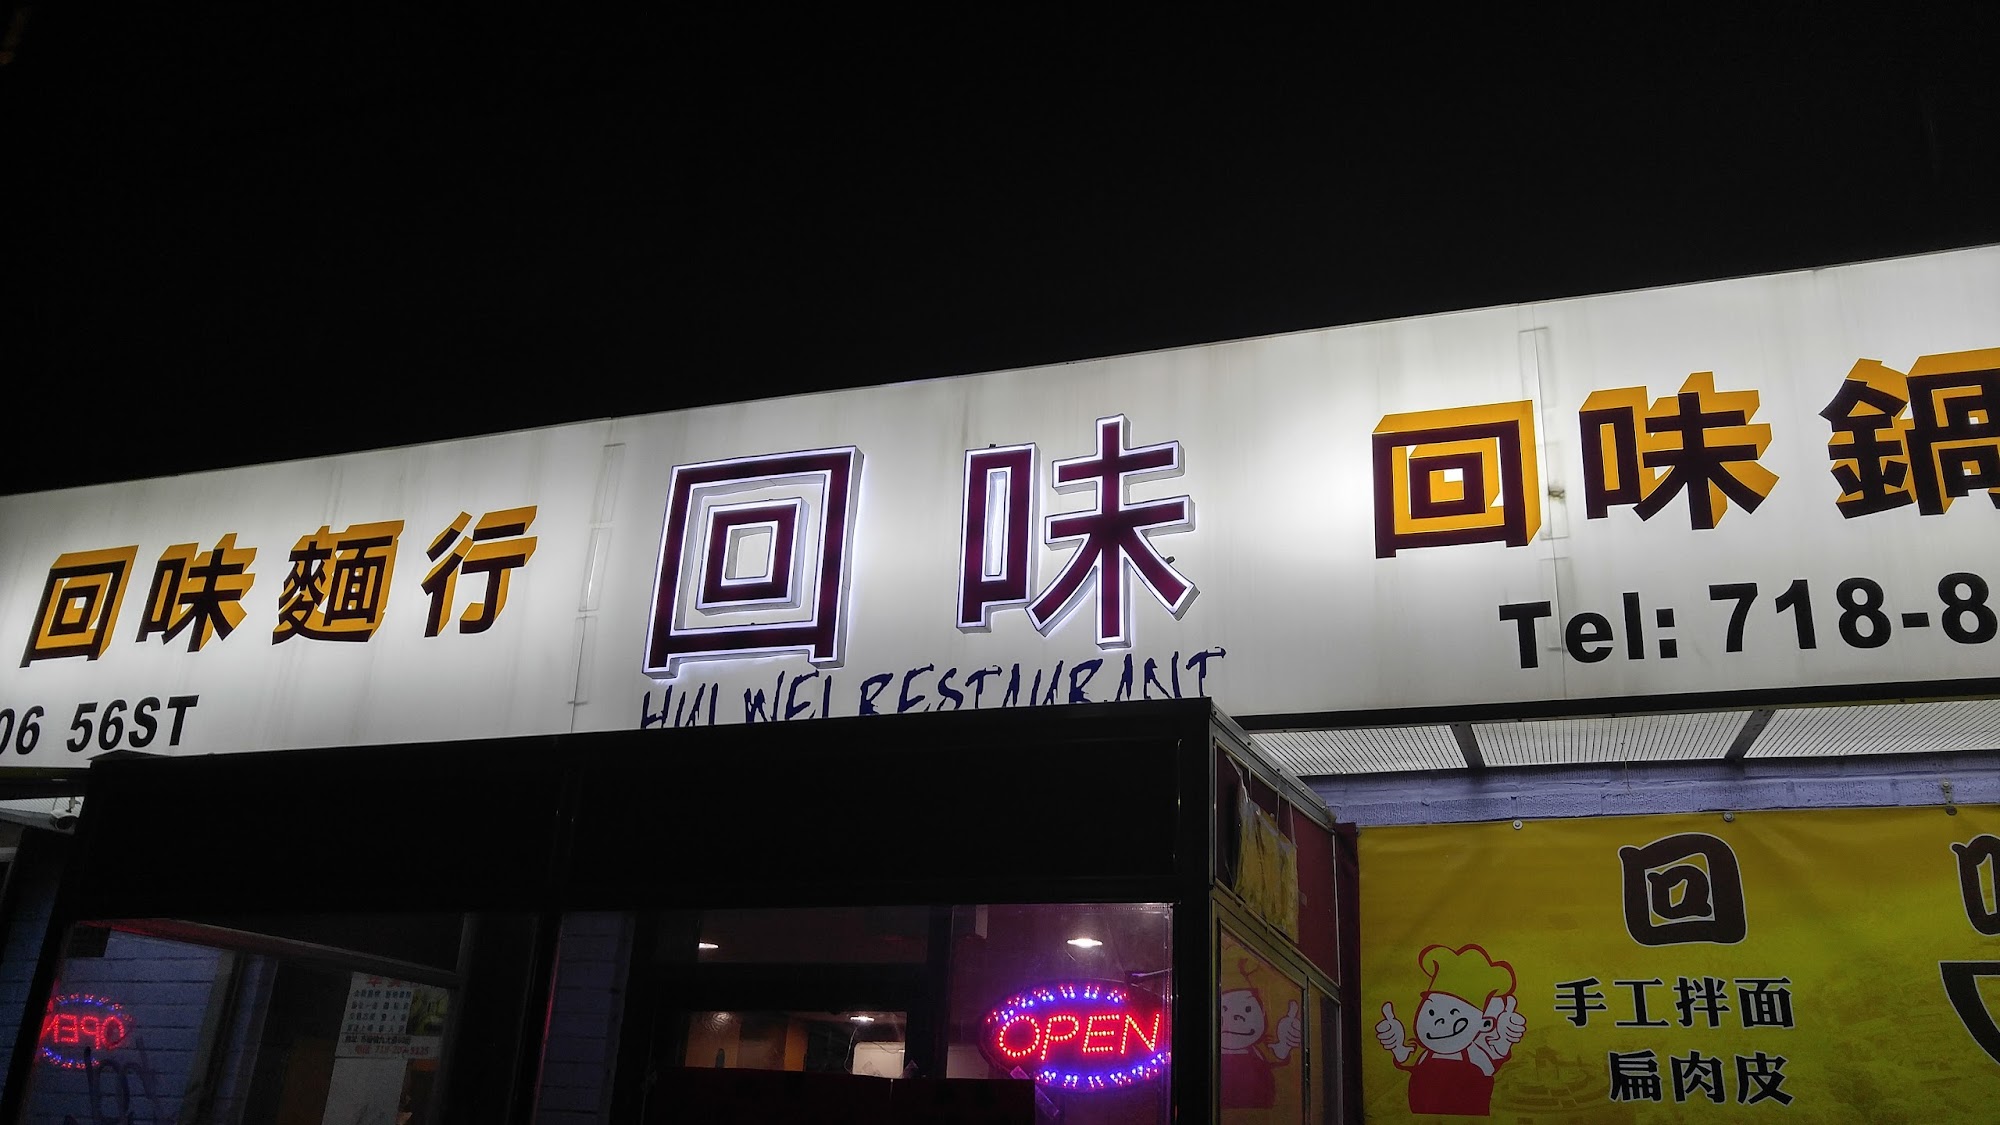 回味麵行
06 56ST
回味
HUI WEI RESTAURANT
回味鍋
Tel: 718-8
OPEN
OPEN
回
手工拌面
扁肉皮